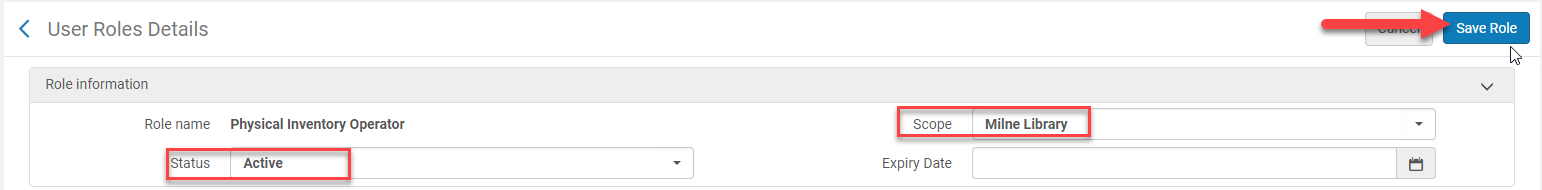 User Roles Details
Cancel
Save Role
Role information
Role name Physical Inventory Operator
Scope Milne Library
Status Active
Expiry Date